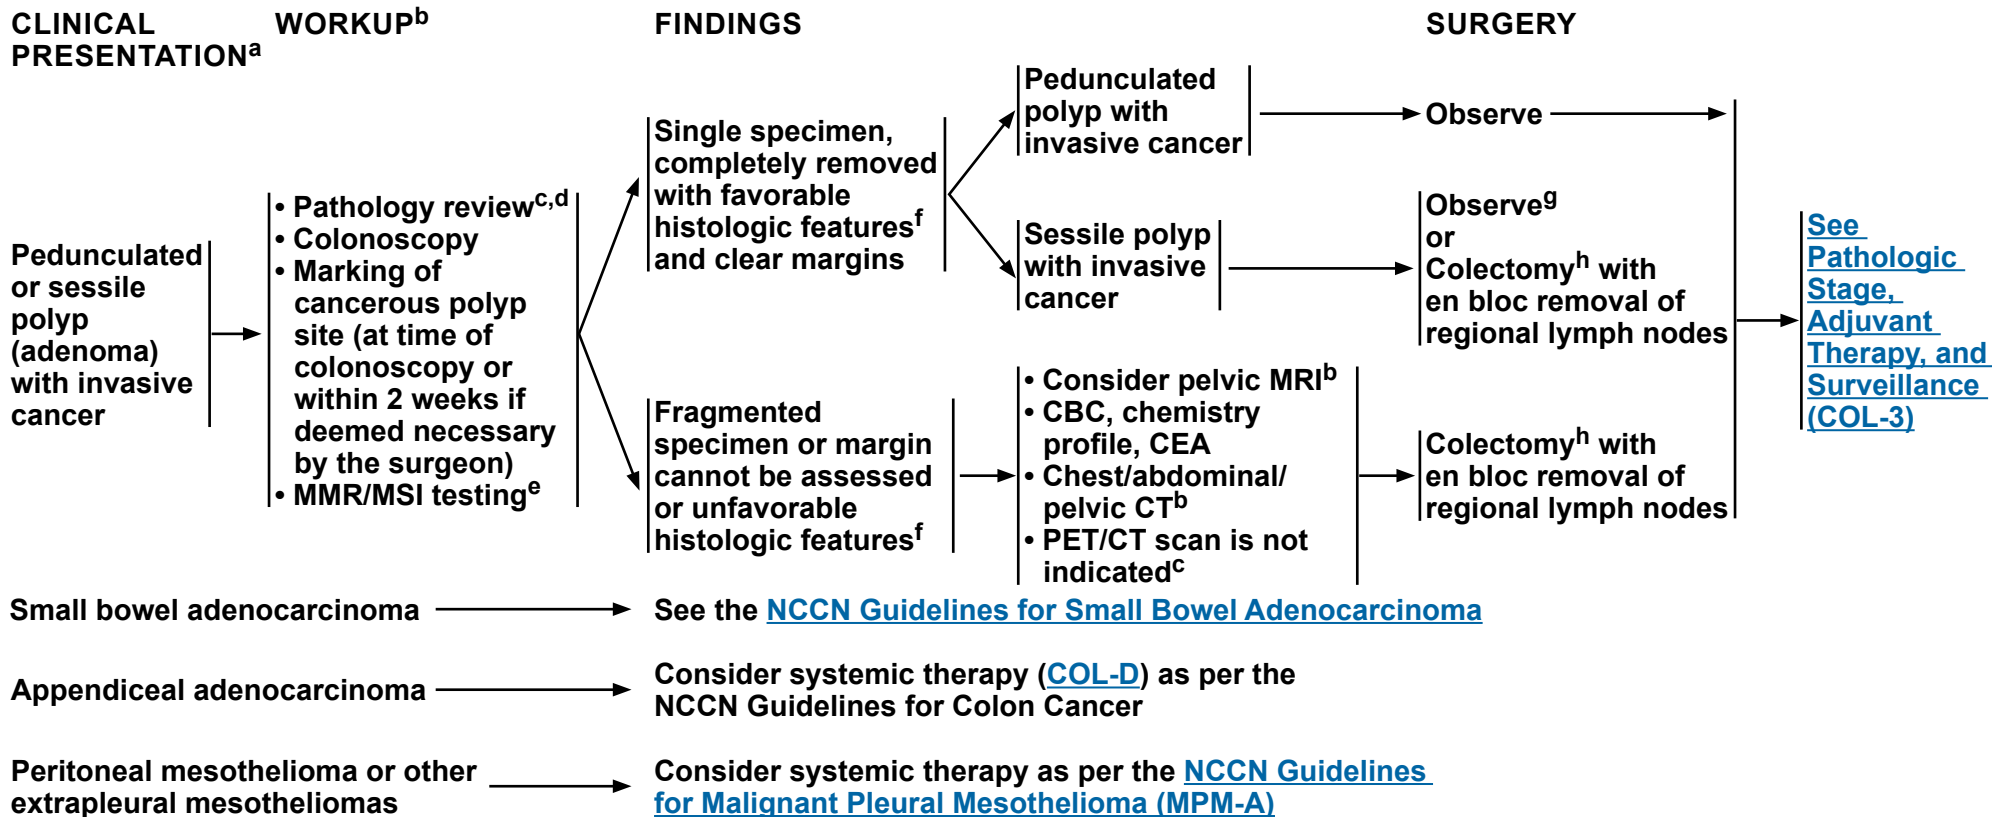 CLINICAL
PRESENTATIONa
WORKUPb
FINDINGS
SURGERY
Pedunculated
or sessile
polyp
(adenoma)
with invasive
cancer
• Pathology reviewc,d
• Colonoscopy
• Marking of
cancerous polyp
site (at time of
colonoscopy or
within 2 weeks if
deemed necessary
by the surgeon)
• MMR/MSI testinge
Single specimen,
completely removed
with favorable
histologic featuresf
and clear margins
Pedunculated
polyp with
invasive cancer
Observe
Sessile polyp
with invasive
cancer
Observeg
or
Colectomyh with
en bloc removal of
regional lymph nodes
Fragmented
specimen or margin
cannot be assessed
or unfavorable
histologic featuresf
• Consider pelvic MRIb
• CBC, chemistry
profile, CEA
• Chest/abdominal/
pelvic CTb
• PET/CT scan is not
indicatedc
Colectomyh with
en bloc removal of
regional lymph nodes
See
Pathologic
Stage,
Adjuvant
Therapy, and
Surveillance
(COL-3)
Small bowel adenocarcinoma
See the NCCN Guidelines for Small Bowel Adenocarcinoma
Appendiceal adenocarcinoma
Consider systemic therapy (COL-D) as per the
NCCN Guidelines for Colon Cancer
Peritoneal mesothelioma or other
extrapleural mesotheliomas
Consider systemic therapy as per the NCCN Guidelines
for Malignant Pleural Mesothelioma (MPM-A)